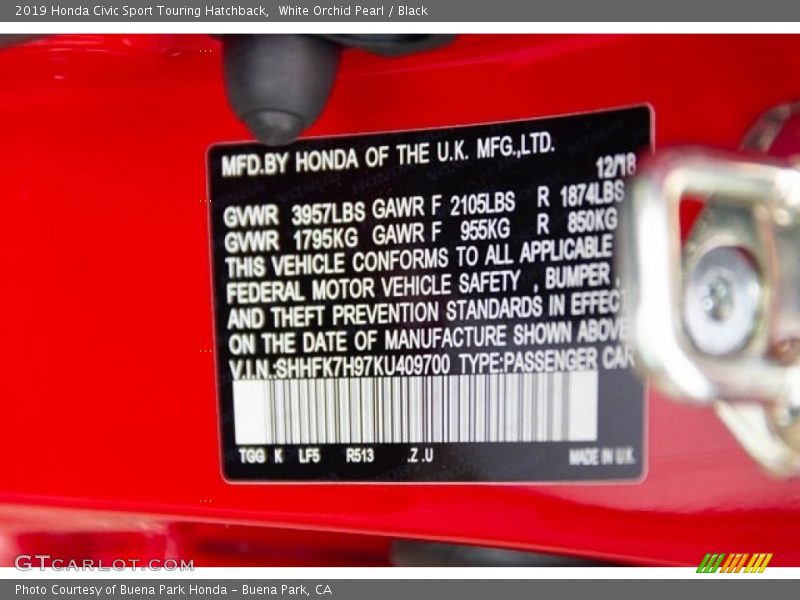 2019 Honda Civic Sport Touring Hatchback,  White Orchid Pearl / Black
MFD.BY HONDA OF THE U.K. MFG.,LTD.
12/18
GVWR 3957LBS GAWR F 2105LBS R 1874LBS
GVWR 1795KG GAWR F 955KG R 850KG
THIS VEHICLE CONFORMS TO ALL APPLICABLE
FEDERAL MOTOR VEHICLE SAFETY , BUMPER ,
AND THEFT PREVENTION STANDARDS IN EFFECT
ON THE DATE OF MANUFACTURE SHOWN ABOVE
V.I.N.:SHHFK7H97KU409700 TYPE:PASSENGER CAR
TGG K LF5 R513 .Z .U MADE IN U.K.
GTCARLOT.COM
Photo Courtesy of Buena Park Honda - Buena Park, CA